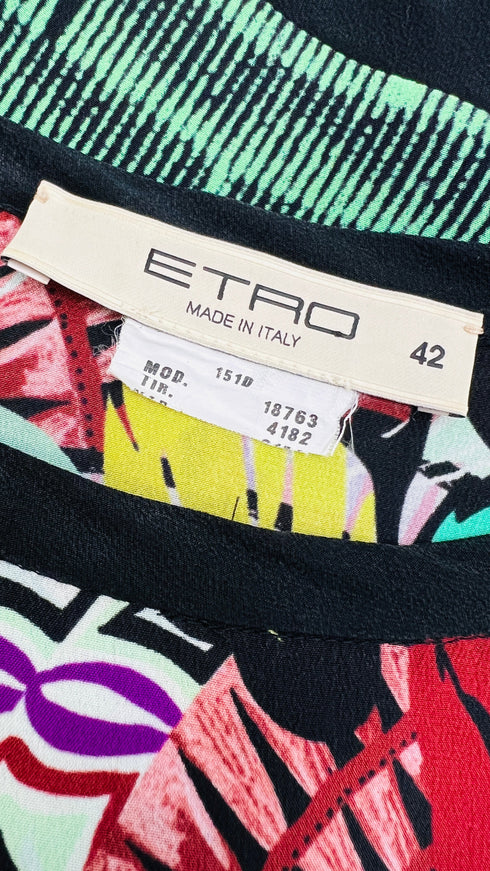 ETRO
MADE IN ITALY
42
MOD. 151D
TIR. 18763
4182